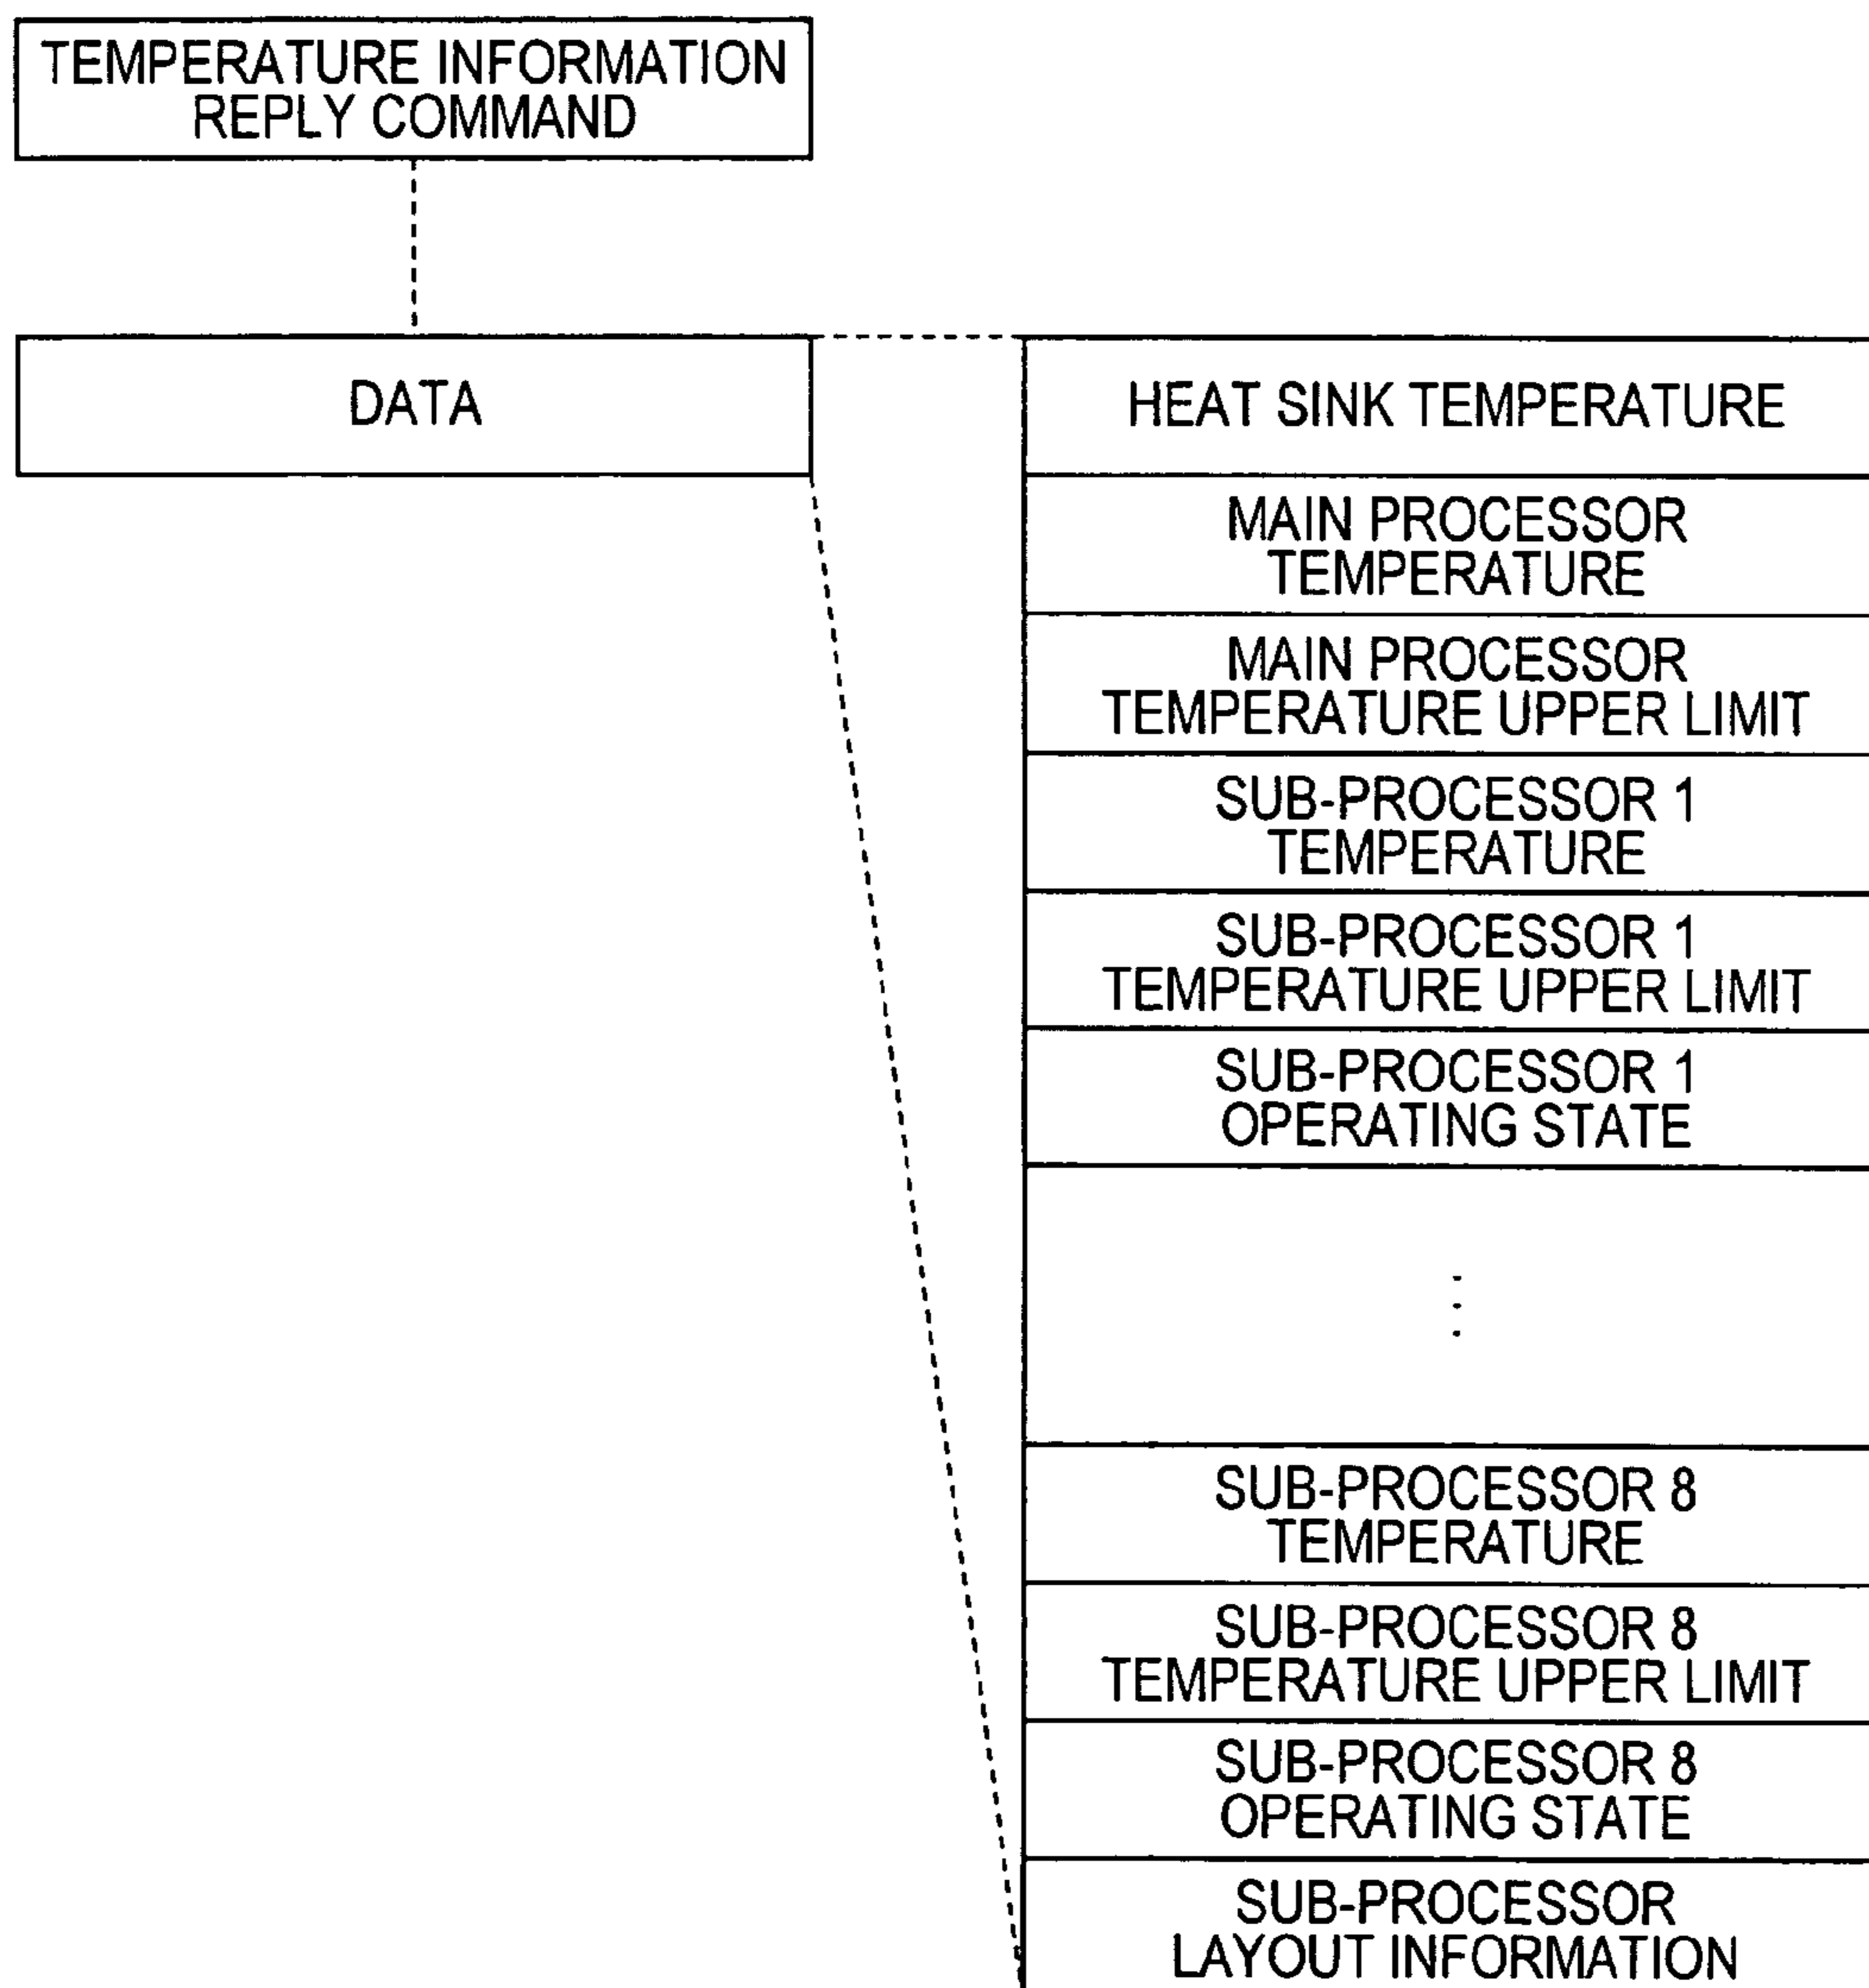 TEMPERATURE INFORMATION
REPLY COMMAND
DATA
HEAT SINK TEMPERATURE
MAIN PROCESSOR
TEMPERATURE
MAIN PROCESSOR
TEMPERATURE UPPER LIMIT
SUB-PROCESSOR 1
TEMPERATURE
SUB-PROCESSOR 1
TEMPERATURE UPPER LIMIT
SUB-PROCESSOR 1
OPERATING STATE
SUB-PROCESSOR 8
TEMPERATURE
SUB-PROCESSOR 8
TEMPERATURE UPPER LIMIT
SUB-PROCESSOR 8
OPERATING STATE
SUB-PROCESSOR
LAYOUT INFORMATION